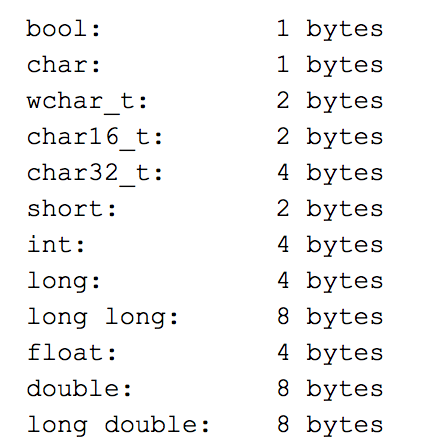 bool: 1 bytes
char: 1 bytes
wchar_t: 2 bytes
char16_t: 2 bytes
char32_t: 4 bytes
short: 2 bytes
int: 4 bytes
long: 4 bytes
long long: 8 bytes
float: 4 bytes
double: 8 bytes
long double: 8 bytes